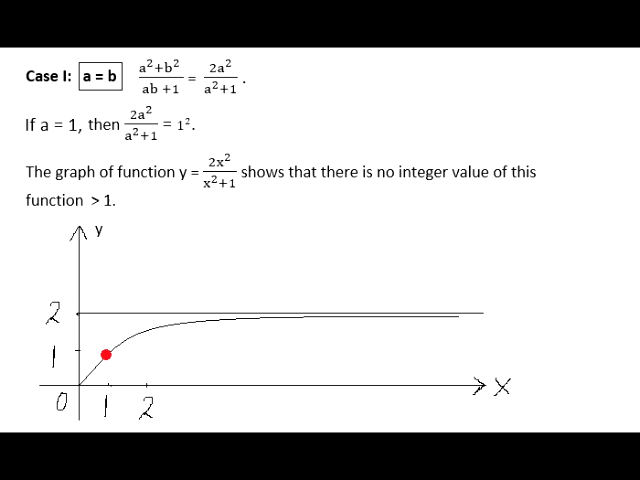 Case I: a = b (a²+b²)/(ab +1) = 2a²/(a²+1) .
If a = 1, then 2a²/(a²+1) = 1².
The graph of function y = 2x²/(x²+1) shows that there is no integer value of this
function > 1.
y
2
1
0 1 2 X